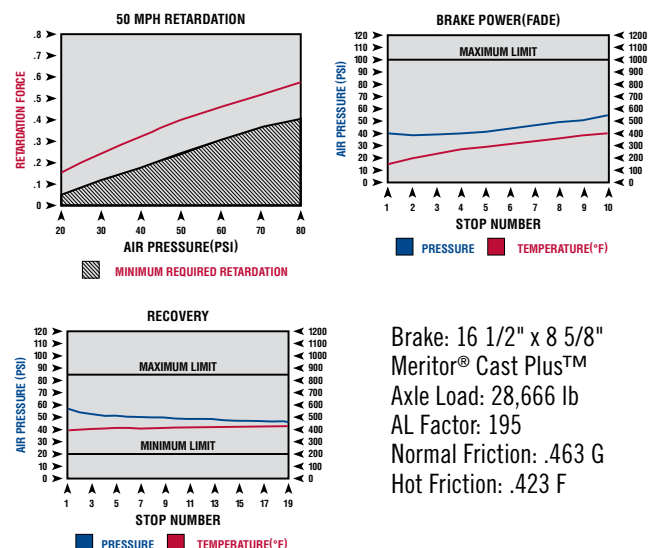 50 MPH RETARDATION
RETARDATION FORCE
.8
.7
.6
.5
.4
.3
.2
.1
0
20 30 40 50 60 70 80
AIR PRESSURE(PSI)
MINIMUM REQUIRED RETARDATION
BRAKE POWER(FADE)
AIR PRESSURE (PSI)
120 1200
110 1100
100 1000
90 900
80 800
70 700
60 600
50 500
40 400
30 300
20 200
10 100
0 0
MAXIMUM LIMIT
1 2 3 4 5 6 7 8 9 10
STOP NUMBER
PRESSURE TEMPERATURE(°F)
RECOVERY
AIR PRESSURE (PSI)
120 1200
110 1100
100 1000
90 900
80 800
70 700
60 600
50 500
40 400
30 300
20 200
10 100
0 0
MAXIMUM LIMIT
MINIMUM LIMIT
1 3 5 7 9 11 13 15 17 19
STOP NUMBER
PRESSURE TEMPERATURE(°F)
Brake: 16 1/2" x 8 5/8"
Meritor® Cast Plus™
Axle Load: 28,666 lb
AL Factor: 195
Normal Friction: .463 G
Hot Friction: .423 F